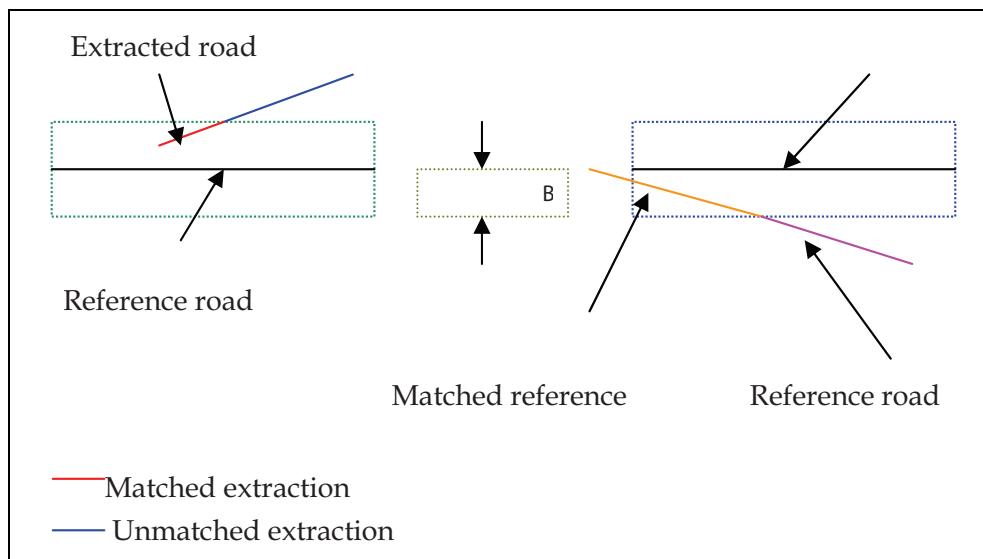 Extracted road
B
Reference road
Matched reference
Reference road
Matched extraction
Unmatched extraction